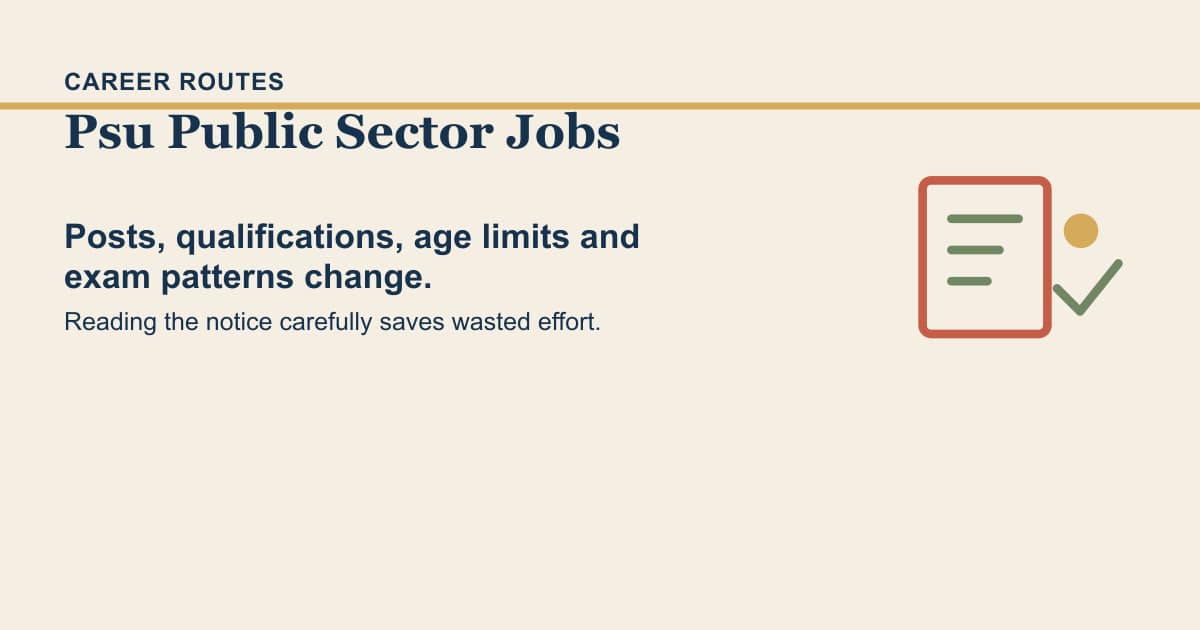 CAREER ROUTES
Psu Public Sector Jobs
Posts, qualifications, age limits and
exam patterns change.
Reading the notice carefully saves wasted effort.